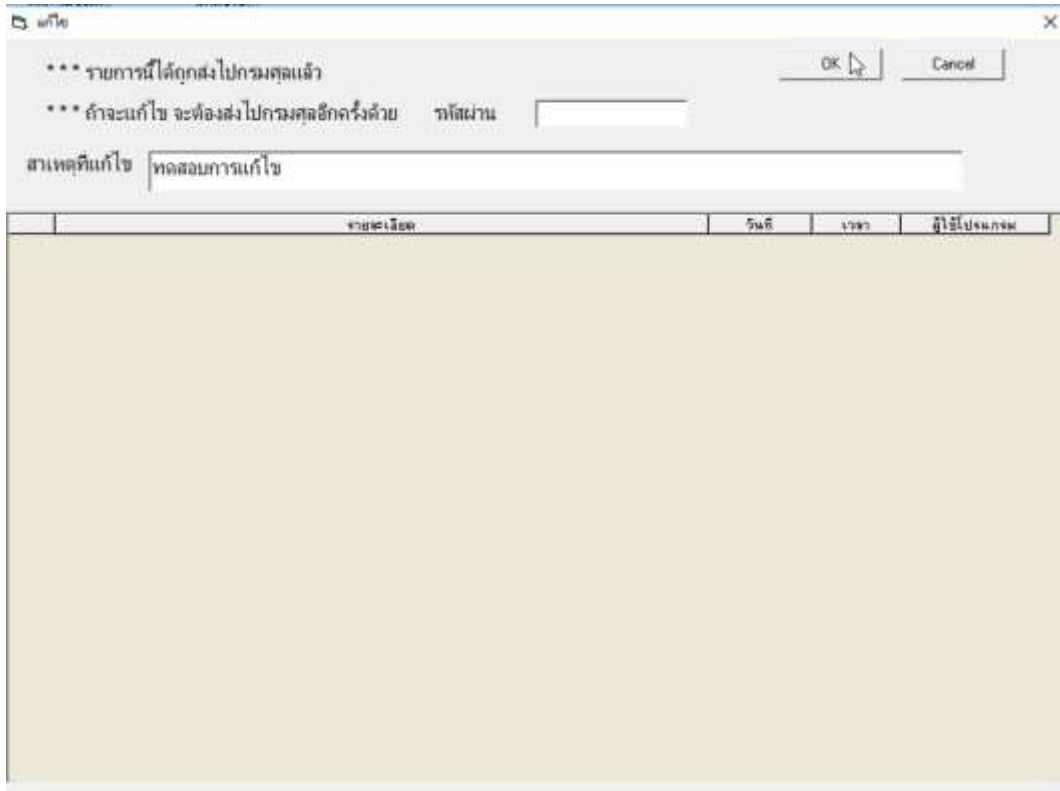 แก้ไข
* * * รายการนี้ได้ถูกส่งไปกรมศุลแล้ว
OK
Cancel
* * * ถ้าจะแก้ไข จะต้องส่งไปกรมศุลอีกครั้งด้วย รหัสผ่าน
สาเหตุที่แก้ไข ทดสอบการแก้ไข
รายละเอียด วันที่ เวลา ผู้ใช้โปรแกรม